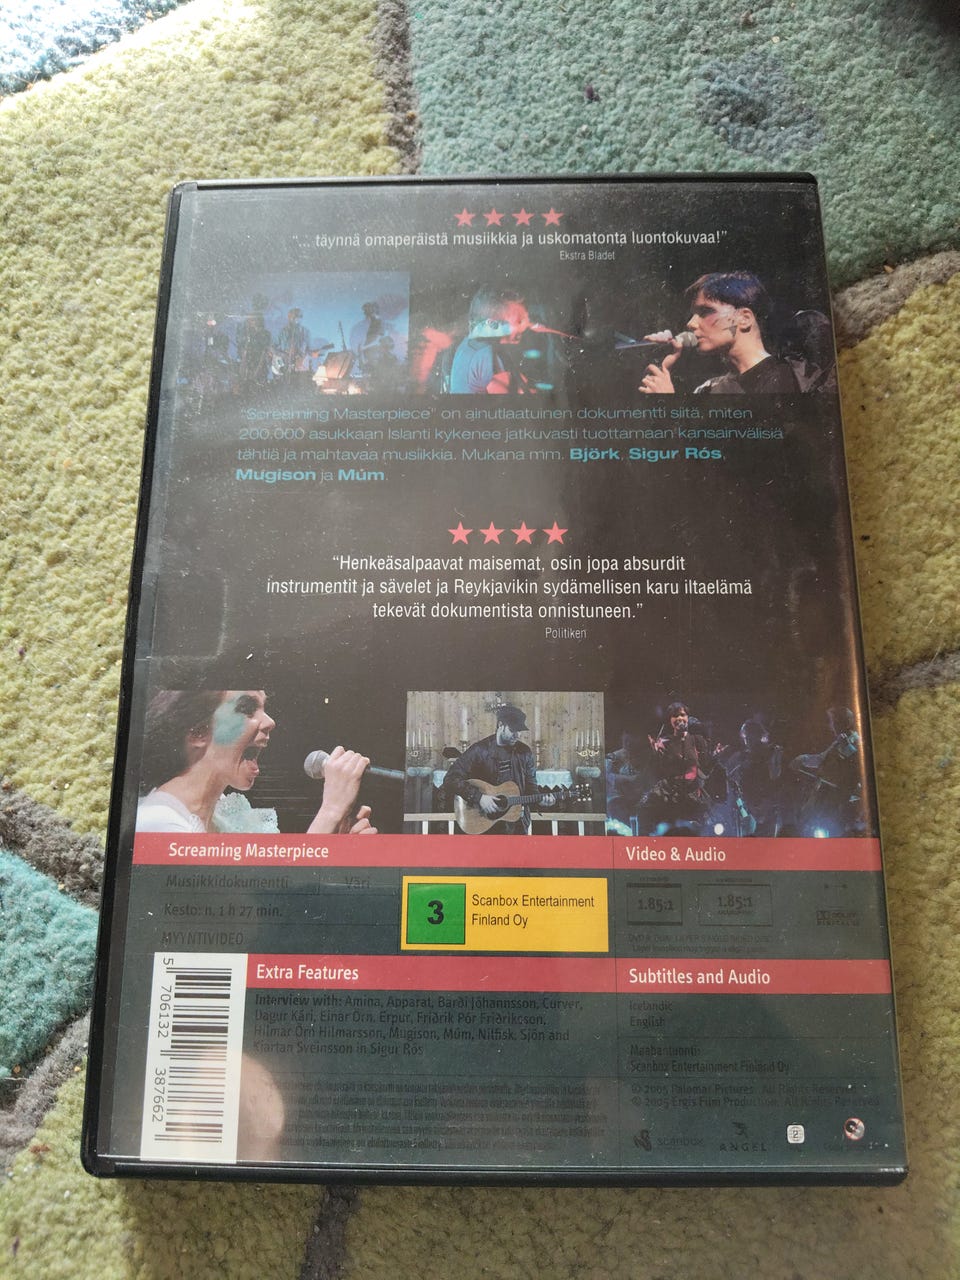 "... täynnä omaperäistä musiikkia ja uskomatonta luontokuvaa!"
Ekstra Bladet
"Screaming Masterpiece" on ainutlaatuinen dokumentti siitä, miten
200.000 asukkaan Islanti kykenee jatkuvasti tuottamaan kansainvälisiä
tähtiä ja mahtavaa musiikkia. Mukana mm. Björk, Sigur Rós,
Mugison ja Múm.
"Henkeäsalpaavat maisemat, osin jopa absurdit
instrumentit ja sävelet ja Reykjavikin sydämellisen karu iltaelämä
tekevät dokumentista onnistuneen."
Politiken
Screaming Masterpiece
Musiikkidokumentti Väri
Kesto: n. 1 h 27 min.
MYYNTIVIDEO
3
Scanbox Entertainment
Finland Oy
Video & Audio
1.85:1
1.85:1
DOLBY
DIGITAL
5 706132 387662
Extra Features
Interview with: Amina, Apparat, Barði Jóhannsson, Curver,
Dagur Kári, Einar Örn, Erpur, Friðrik Þór Friðriksson,
Hilmar Örn Hilmarsson, Mugison, Múm, Nilfisk, Sjón and
Kjartan Sveinsson in Sigur Rós
Subtitles and Audio
Icelandic
English
Maahantuonti:
Scanbox Entertainment Finland Oy
© 2005 Palomar Pictures. All Rights Reserved
© 2005 Ergis Film Production. All Rights Reserved
scanbox
ANGEL